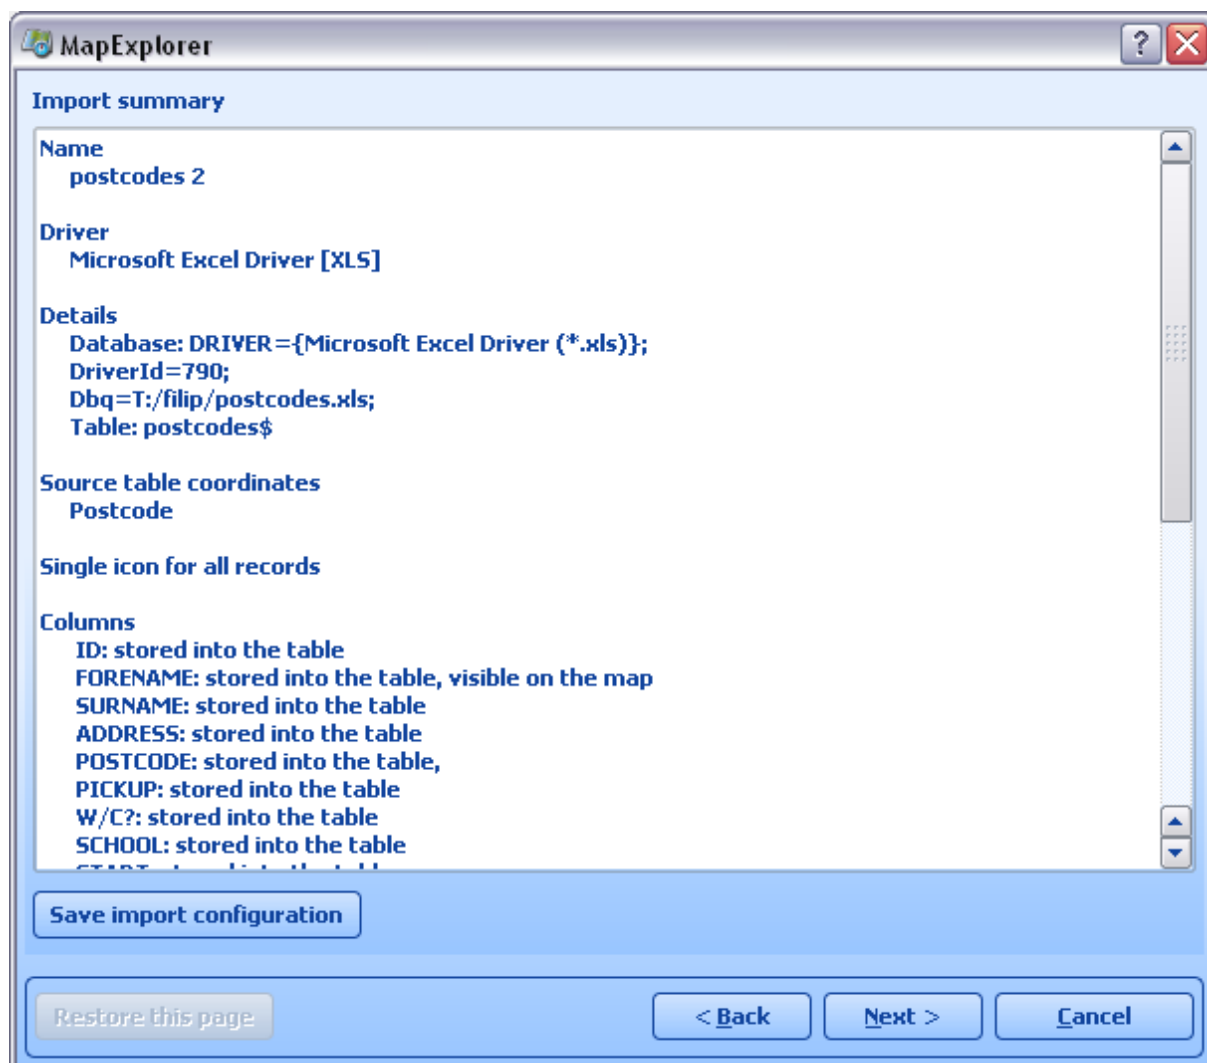 MapExplorer
Import summary
Name
postcodes 2
Driver
Microsoft Excel Driver [XLS]
Details
Database: DRIVER={Microsoft Excel Driver (*.xls)};
DriverId=790;
Dbq=T:/filip/postcodes.xls;
Table: postcodes$
Source table coordinates
Postcode
Single icon for all records
Columns
ID: stored into the table
FORENAME: stored into the table, visible on the map
SURNAME: stored into the table
ADDRESS: stored into the table
POSTCODE: stored into the table,
PICKUP: stored into the table
W/C?: stored into the table
SCHOOL: stored into the table
Save import configuration
Restore this page
< Back
Next >
Cancel